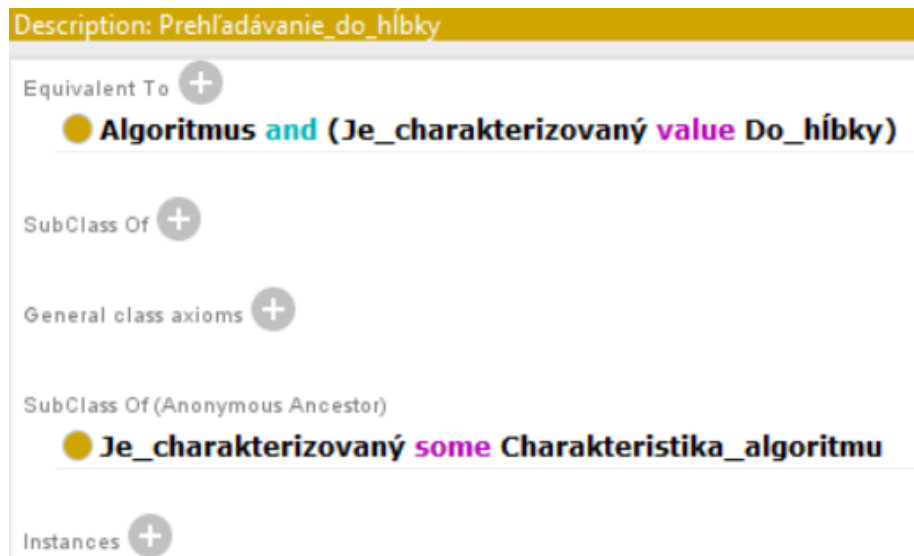 Description: Prehľadávanie_do_hĺbky
Equivalent To
Algoritmus and (Je_charakterizovaný value Do_hĺbky)
SubClass Of
General class axioms
SubClass Of (Anonymous Ancestor)
Je_charakterizovaný some Charakteristika_algoritmu
Instances